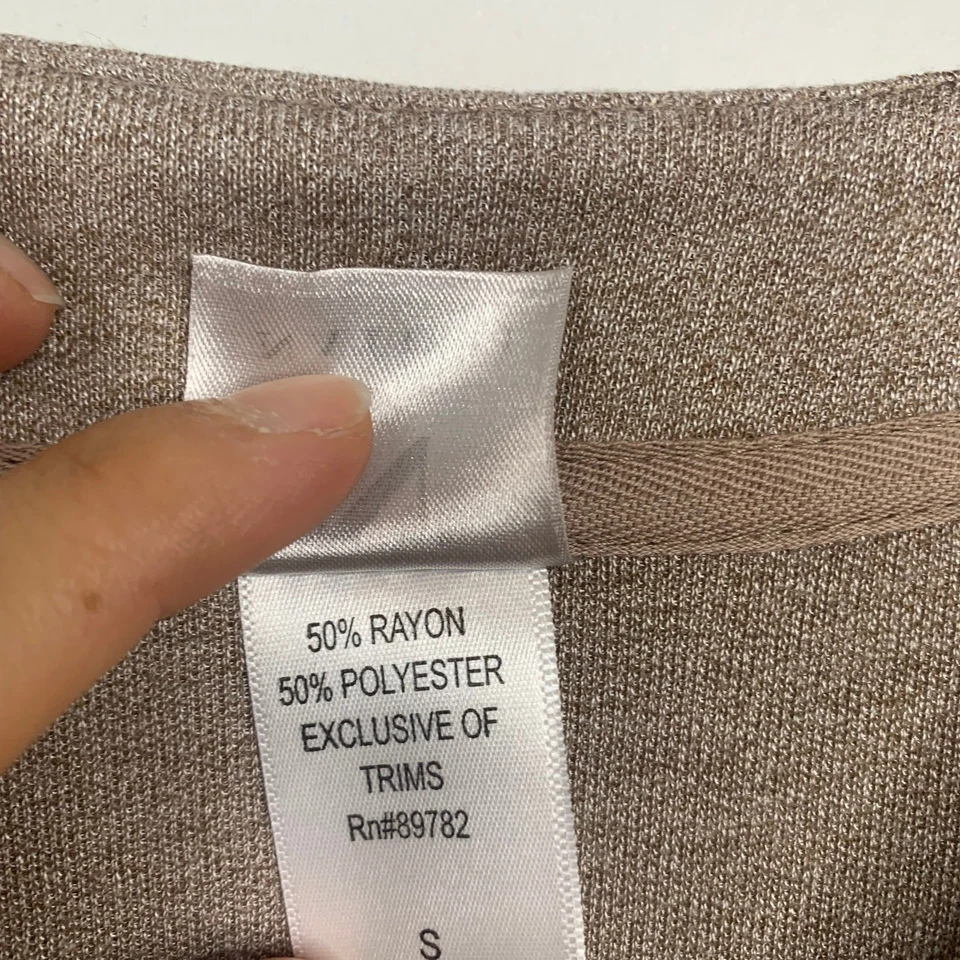 50% RAYON
50% POLYESTER
EXCLUSIVE OF
TRIMS
Rn#89782
S